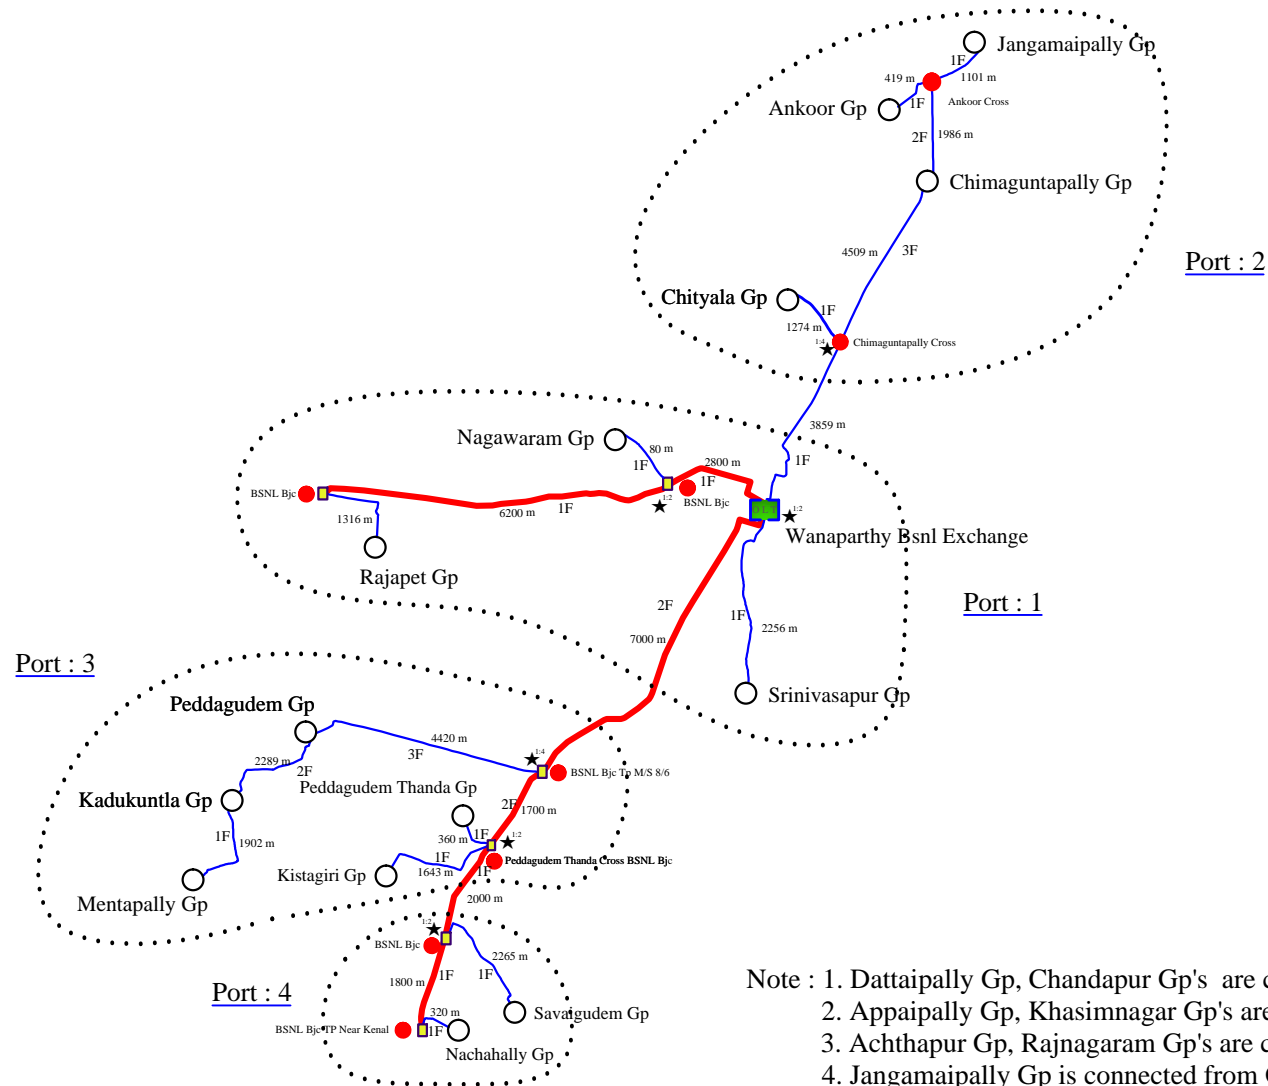 Jangamaipally Gp
1F
419 m
1101 m
Ankoor Cross
Ankoor Gp
1F
2F
1986 m
Chimaguntapally Gp
4509 m
3F
Port : 2
Chityala Gp
1F
1274 m
1:4
Chimaguntapally Cross
3859 m
1F
Nagawaram Gp
80 m
1F
2800 m
1F
BSNL Bjc
BSNL Bjc
1:2
6200 m
1F
1316 m
Rajapet Gp
OLT
1:2
Wanaparthy Bsnl Exchange
2F
7000 m
1F
2256 m
Port : 1
Srinivasapur Gp
Port : 3
Peddagudem Gp
4420 m
3F
1:4
BSNL Bjc Tp M/S 8/6
2289 m
2F
Peddagudem Thanda Gp
Kadukuntla Gp
2F
1700 m
1F
1902 m
1F
360 m
1:2
Peddagudem Thanda Cross BSNL Bjc
1F
1643 m
1F
Kistagiri Gp
Mentapally Gp
2000 m
1:2
BSNL Bjc
2265 m
1F
1F
1800 m
Port : 4
320 m
Savaigudem Gp
BSNL Bjc TP Near Kenal
1F
Nachahally Gp
Note : 1. Dattaipally Gp, Chandapur Gp's are c
2. Appaipally Gp, Khasimnagar Gp's are
3. Achthapur Gp, Rajnagaram Gp's are c
4. Jangamaipally Gp is connected from C